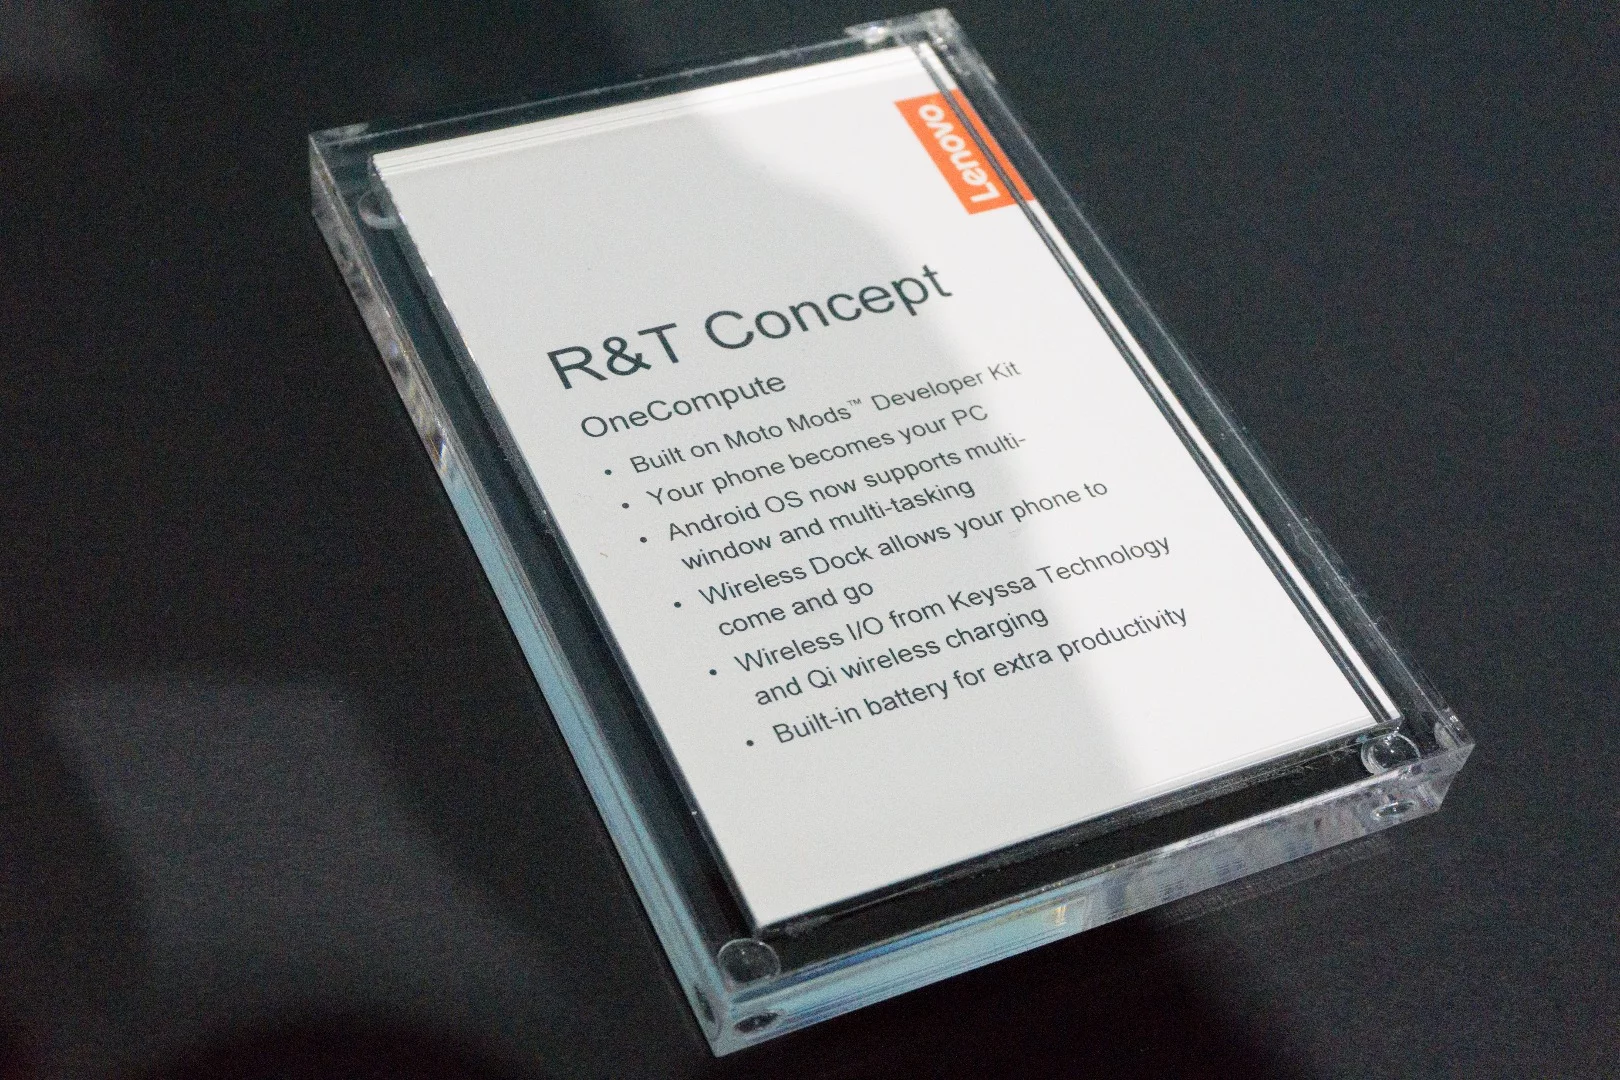 Lenovo
R&T Concept
OneCompute
• Built on Moto Mods™ Developer Kit
• Your phone becomes your PC
• Android OS now supports multi-
window and multi-tasking
• Wireless Dock allows your phone to
come and go
• Wireless I/O from Keyssa Technology
and Qi wireless charging
• Built-in battery for extra productivity